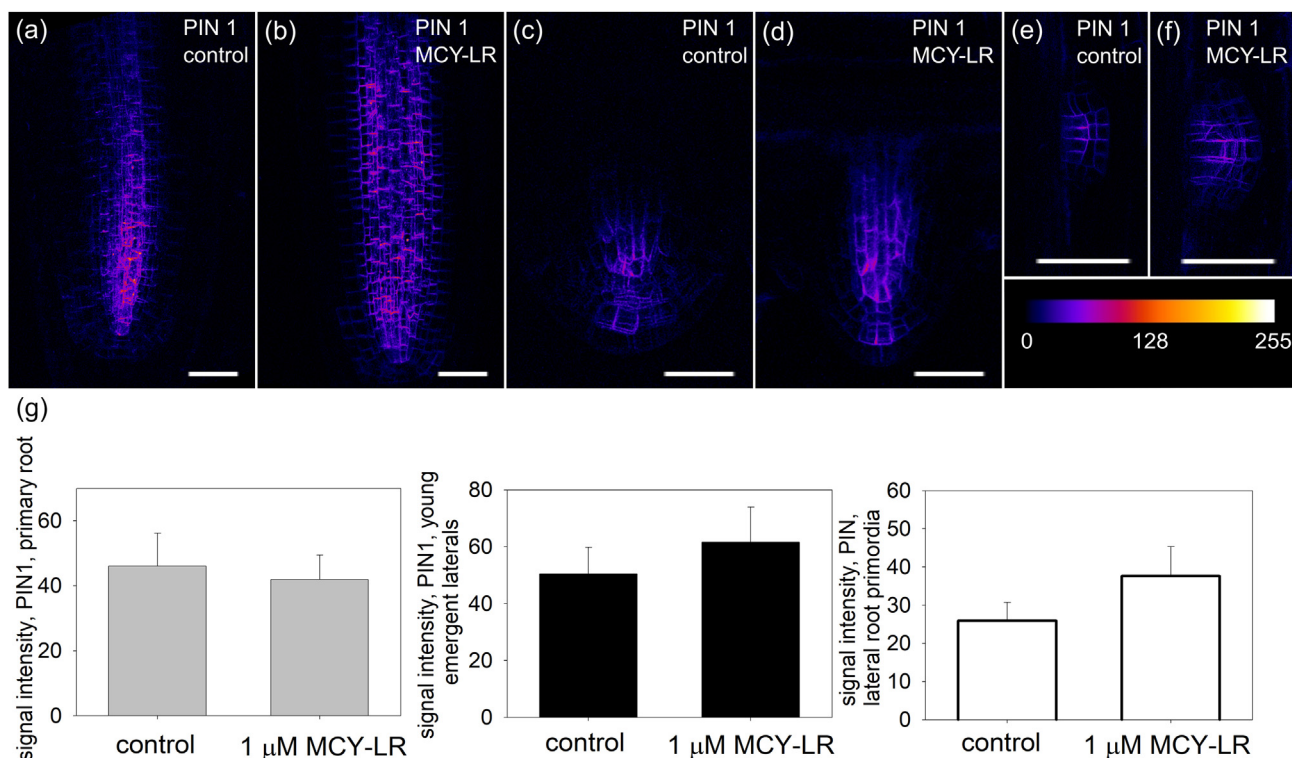 (a) PIN 1
control
(b) PIN 1
MCY-LR
(c) PIN 1
control
(d) PIN 1
MCY-LR
(e) PIN 1
control
(f) PIN 1
MCY-LR
0 128 255
(g)
signal intensity, PIN1, primary root
60
40
20
0
control 1 μM MCY-LR
signal intensity, PIN1, young
emergent laterals
80
60
40
20
0
control 1 μM MCY-LR
signal intensity, PIN,
lateral root primordia
60
50
40
30
20
10
0
control 1 μM MCY-LR